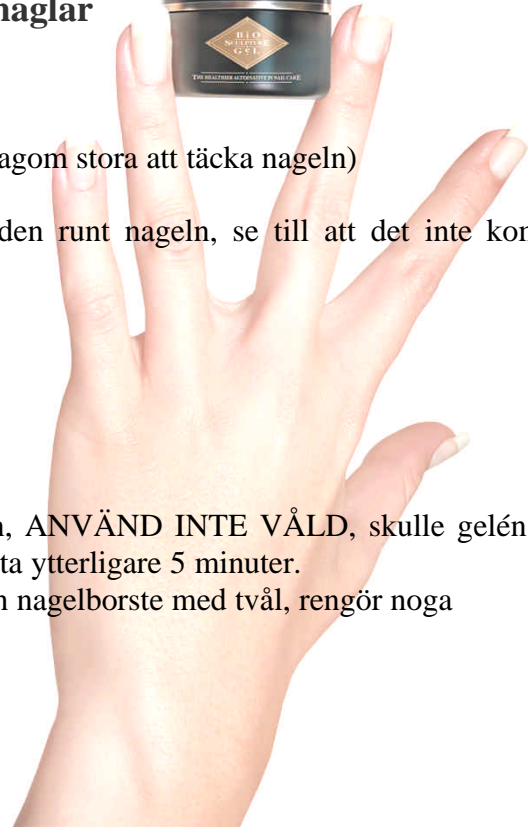 naglar
BiO
SCULPTURE
GeL
THE HEALTHIER ALTERNATIVE IN NAIL CARE
agom stora att täcka nageln)
den runt nageln, se till att det inte kon
n, ANVÄND INTE VÅLD, skulle gelén
ta ytterligare 5 minuter.
n nagelborste med tvål, rengör noga